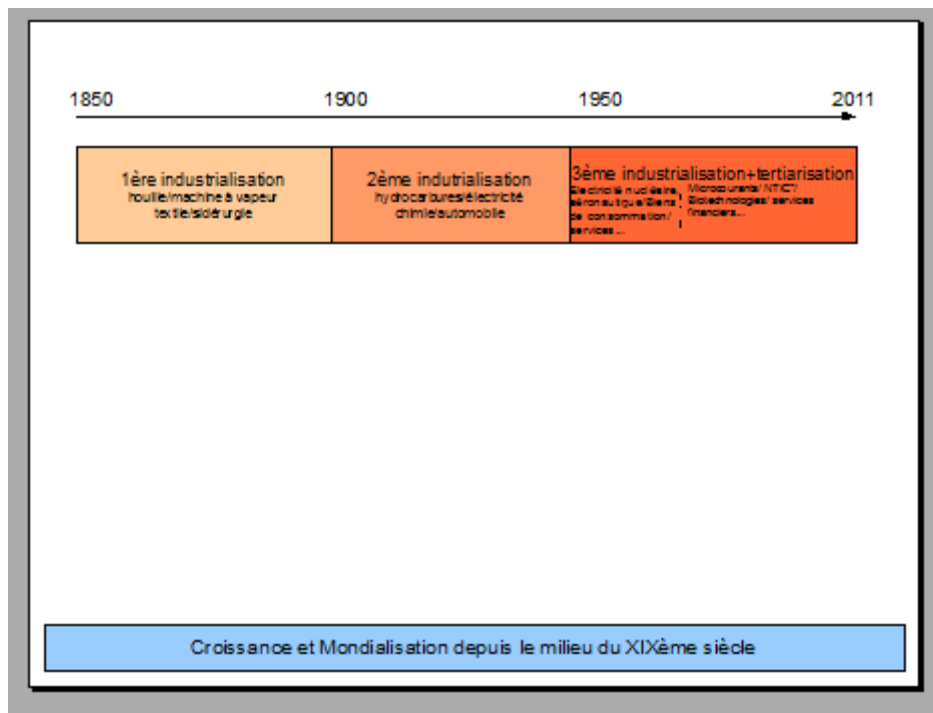 1850 1900 1950 2011
1ère industrialisation
houille/machine à vapeur
textile/sidérurgie
2ème indutrialisation
hydrocarbures/électricité
chimie/automobile
3ème industrialisation+tertiarisation
Electricité nucléaire,
aéronautique/Biens
de consommation/
services...
Microcourants/ NTIC"/
Biotechnologies/ services
financiers...
Croissance et Mondialisation depuis le milieu du XIXème siècle